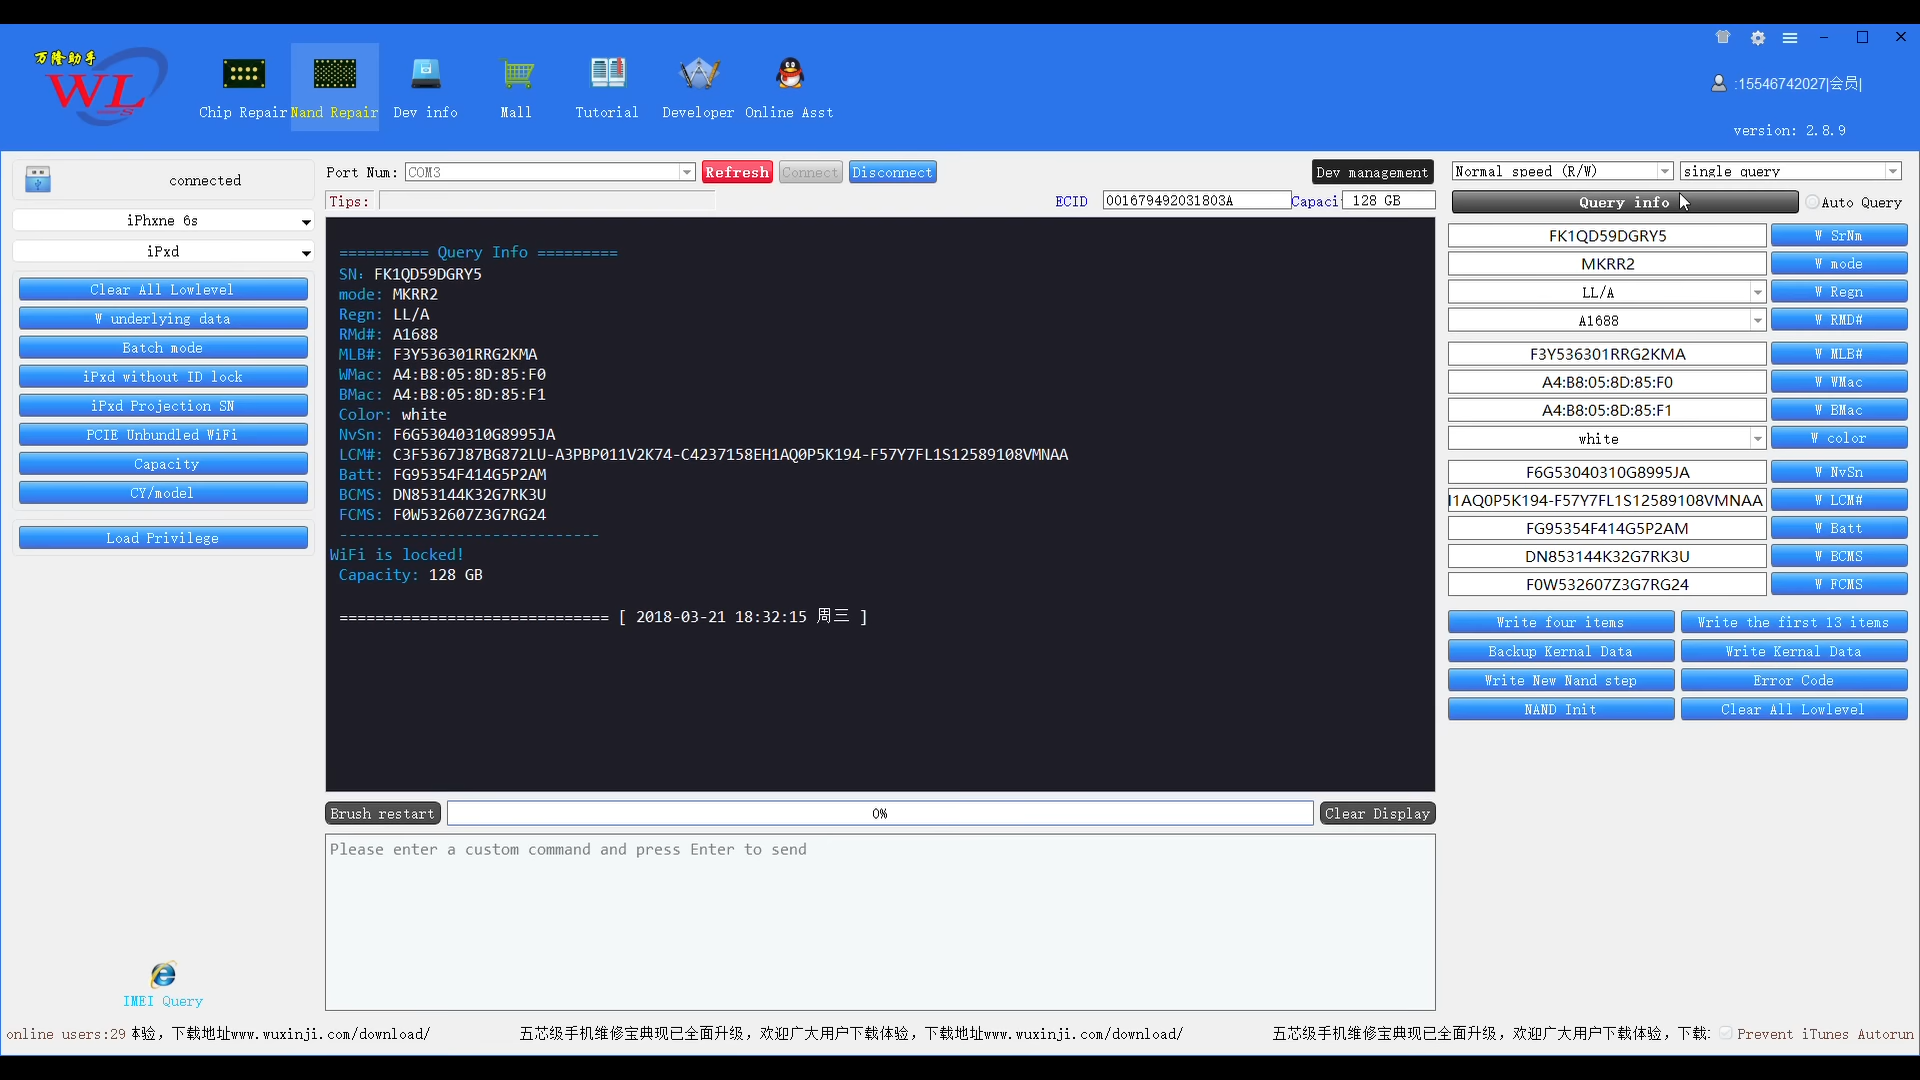 万隆助手
WL
Chip Repair
Nand Repair
Dev info
Mall
Tutorial
Developer
Online Asst
:15546742027|会员|
version: 2.8.9
connected
iPhxne 6s
iPxd
Clear All Lowlevel
W underlying data
Batch mode
iPxd without ID lock
iPxd Projection SN
PCIE Unbundled WiFi
Capacity
CY/model
Load Privilege
IMEI Query
Port Num: COM3 Refresh Connect Disconnect Dev management
Tips: ECID 001679492031803A Capaci 128 GB
========== Query Info =========
SN: FK1QD59DGRY5
mode: MKRR2
Regn: LL/A
RMd#: A1688
MLB#: F3Y536301RRG2KMA
WMac: A4:B8:05:8D:85:F0
BMac: A4:B8:05:8D:85:F1
Color: white
NvSn: F6G53040310G8995JA
LCM#: C3F5367J87BG872LU-A3PBP011V2K74-C4237158EH1AQ0P5K194-F57Y7FL1S12589108VMNAA
Batt: FG95354F414G5P2AM
BCMS: DN853144K32G7RK3U
FCMS: F0W532607Z3G7RG24
-----------------------------
WiFi is locked!
Capacity: 128 GB
============================== [ 2018-03-21 18:32:15 周三 ]
Brush restart 0% Clear Display
Please enter a custom command and press Enter to send
Normal speed (R/W) single query
Query info Auto Query
FK1QD59DGRY5 W SrNm
MKRR2 W mode
LL/A W Regn
A1688 W RMD#
F3Y536301RRG2KMA W MLB#
A4:B8:05:8D:85:F0 W WMac
A4:B8:05:8D:85:F1 W BMac
white W color
F6G53040310G8995JA W NvSn
1AQ0P5K194-F57Y7FL1S12589108VMNAA W LCM#
FG95354F414G5P2AM W Batt
DN853144K32G7RK3U W BCMS
F0W532607Z3G7RG24 W FCMS
Write four items Write the first 13 items
Backup Kernal Data Write Kernal Data
Write New Nand step Error Code
NAND Init Clear All Lowlevel
online users:29 体验，下载地址www.wuxinji.com/download/ 五芯级手机维修宝典现已全面升级，欢迎广大用户下载体验，下载地址www.wuxinji.com/download/ 五芯级手机维修宝典现已全面升级，欢迎广大用户下载体验，下载: Prevent iTunes Autorun